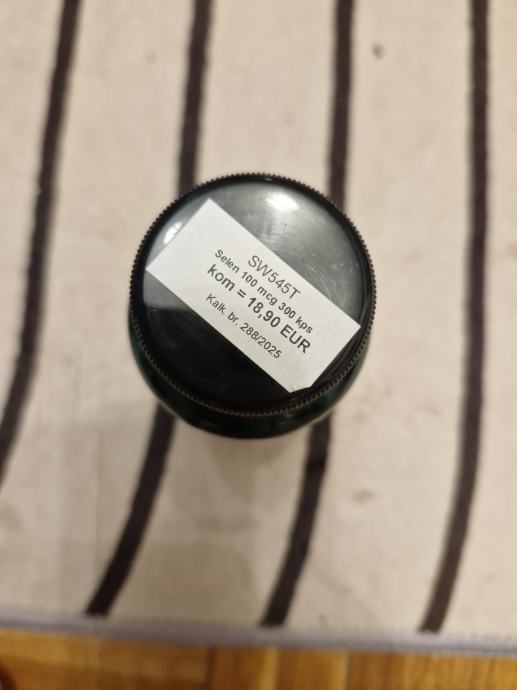 SW545T
Selen 100 mcg 300 kps
kom = 18,90 EUR
Kalk. br. 288/2025